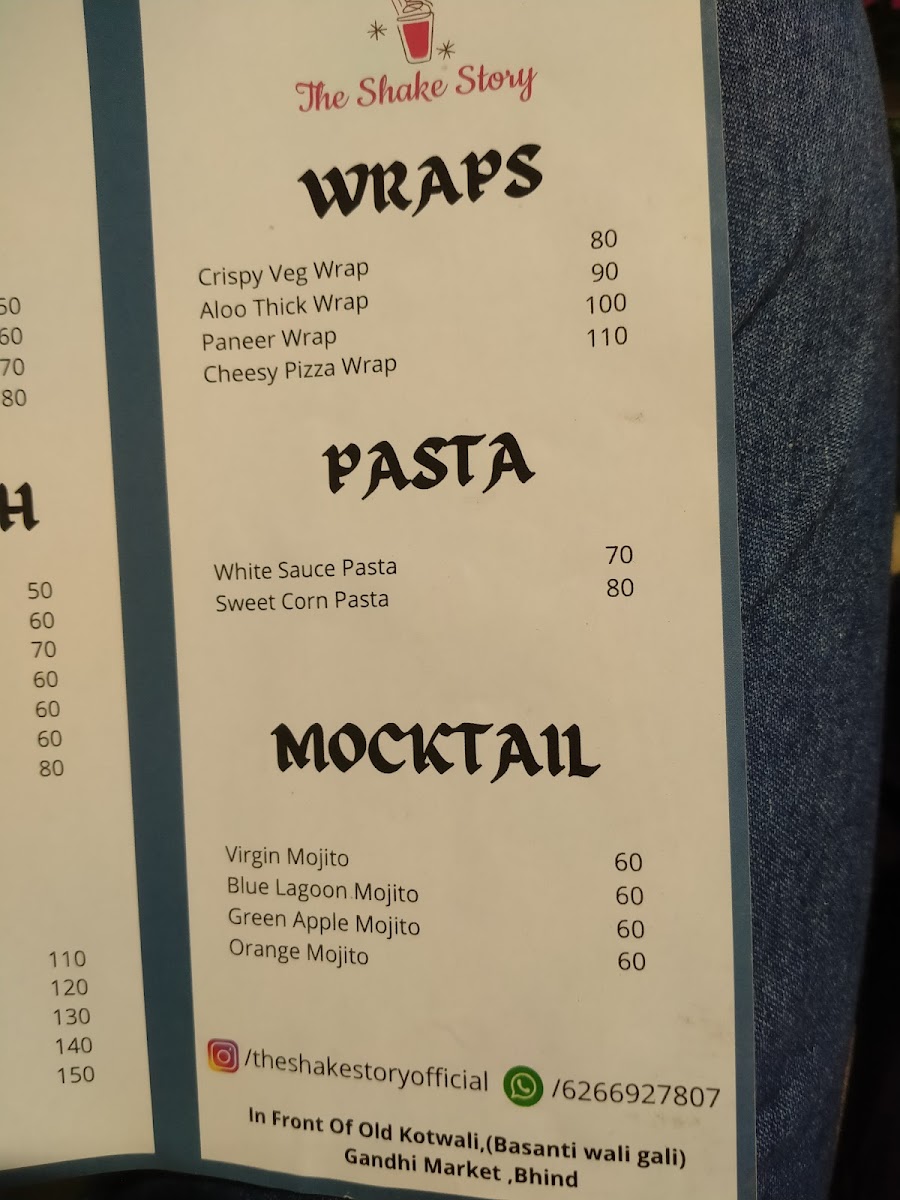 50
60
70
80
H
50
60
70
60
60
60
80
110
120
130
140
150
The Shake Story
WRAPS
Crispy Veg Wrap 80
Aloo Thick Wrap 90
Paneer Wrap 100
Cheesy Pizza Wrap 110
PASTA
White Sauce Pasta 70
Sweet Corn Pasta 80
MOCKTAIL
Virgin Mojito 60
Blue Lagoon Mojito 60
Green Apple Mojito 60
Orange Mojito 60
/theshakestoryofficial /6266927807
In Front Of Old Kotwali,(Basanti wali gali)
Gandhi Market ,Bhind